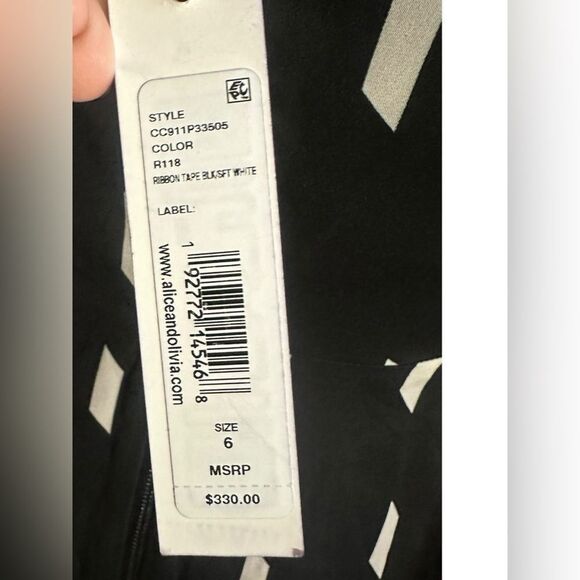 EPC
STYLE
CC911P33505
COLOR
R118
RIBBON TAPE BLK/SFT WHITE
LABEL:
1 92772 14546 8
www.aliceandolivia.com
SIZE
6
MSRP
$330.00